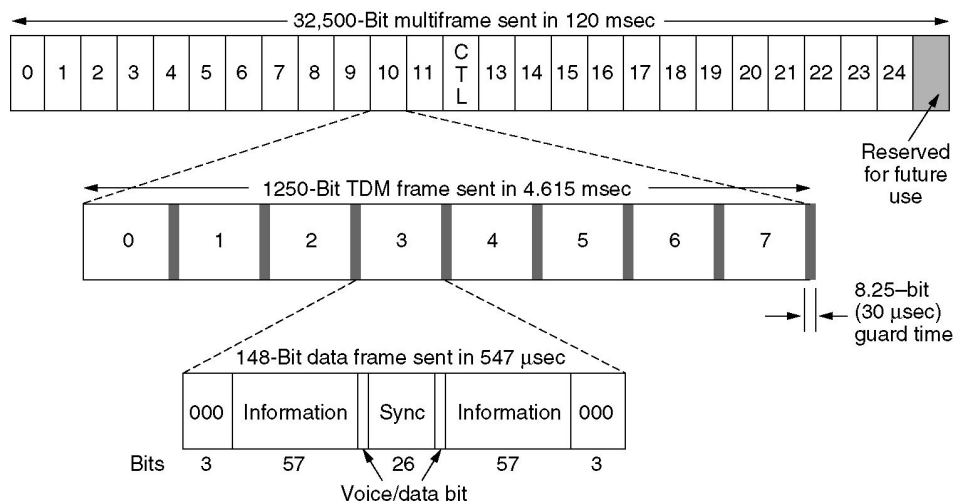 32,500-Bit multiframe sent in 120 msec
0 1 2 3 4 5 6 7 8 9 10 11 CTL 13 14 15 16 17 18 19 20 21 22 23 24
Reserved
for future
use
1250-Bit TDM frame sent in 4.615 msec
0 1 2 3 4 5 6 7
8.25–bit
(30 μsec)
guard time
148-Bit data frame sent in 547 μsec
000 Information Sync Information 000
Bits 3 57 26 57 3
Voice/data bit